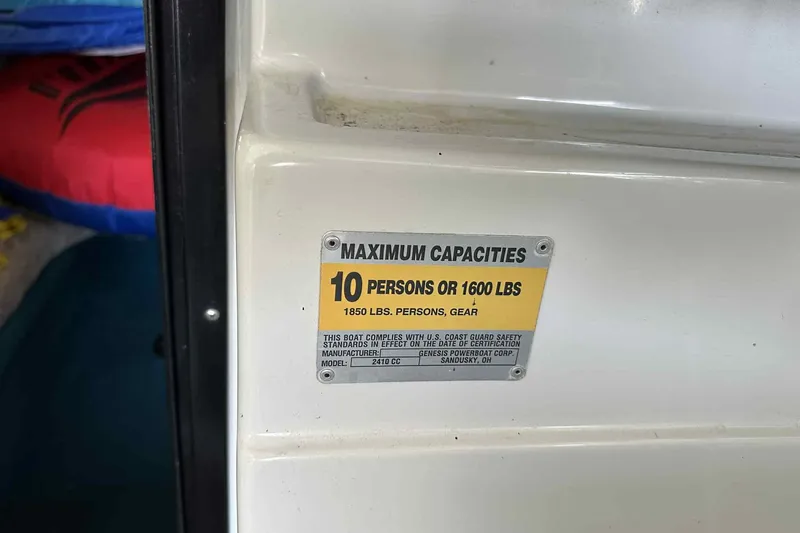 MAXIMUM CAPACITIES
10 PERSONS OR 1600 LBS
1850 LBS. PERSONS, GEAR
THIS BOAT COMPLIES WITH U.S. COAST GUARD SAFETY
STANDARDS IN EFFECT ON THE DATE OF CERTIFICATION
MANUFACTURER: GENESIS POWERBOAT CORP.
MODEL: 2410 CC SANDUSKY, OH